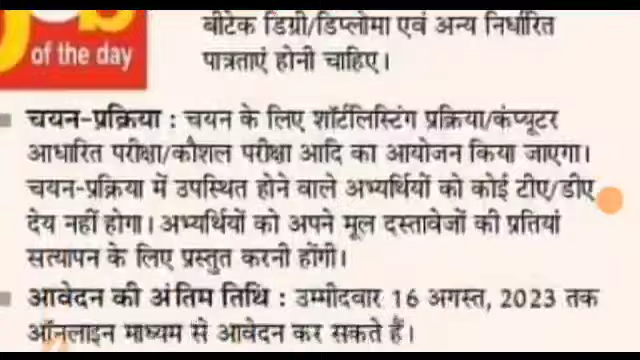 बीटेक डिग्री/डिप्लोमा एवं अन्य निर्धारित
of the day
पात्रताएं होनी चाहिए।
चयन-प्रक्रिया : चयन के लिए शॉर्टलिस्टिंग प्रक्रिया/कंप्यूटर
आधारित परीक्षा/कौशल परीक्षा आदि का आयोजन किया जाएगा।
चयन-प्रक्रिया में उपस्थित होने वाले अभ्यर्थियों को कोई टीए/डीए
देय नहीं होगा। अभ्यर्थियों को अपने मूल दस्तावेजों की प्रतियां
सत्यापन के लिए प्रस्तुत करनी होंगी।
आवेदन की अंतिम तिथि : उम्मीदवार 16 अगस्त, 2023 तक
ऑनलाइन माध्यम से आवेदन कर सकते हैं।